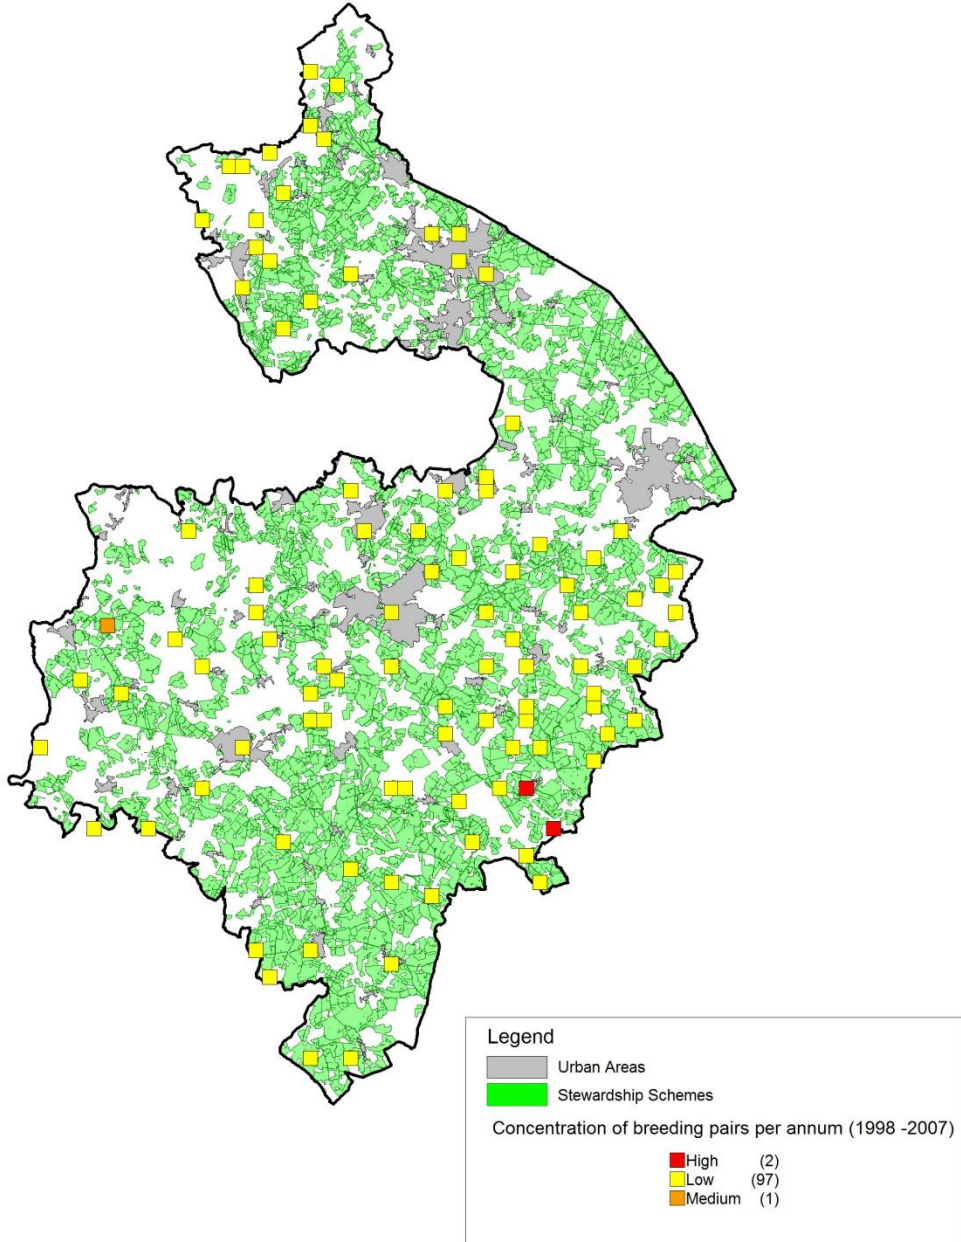 Legend
Urban Areas
Stewardship Schemes
Concentration of breeding pairs per annum (1998 -2007)
High (2)
Low (97)
Medium (1)